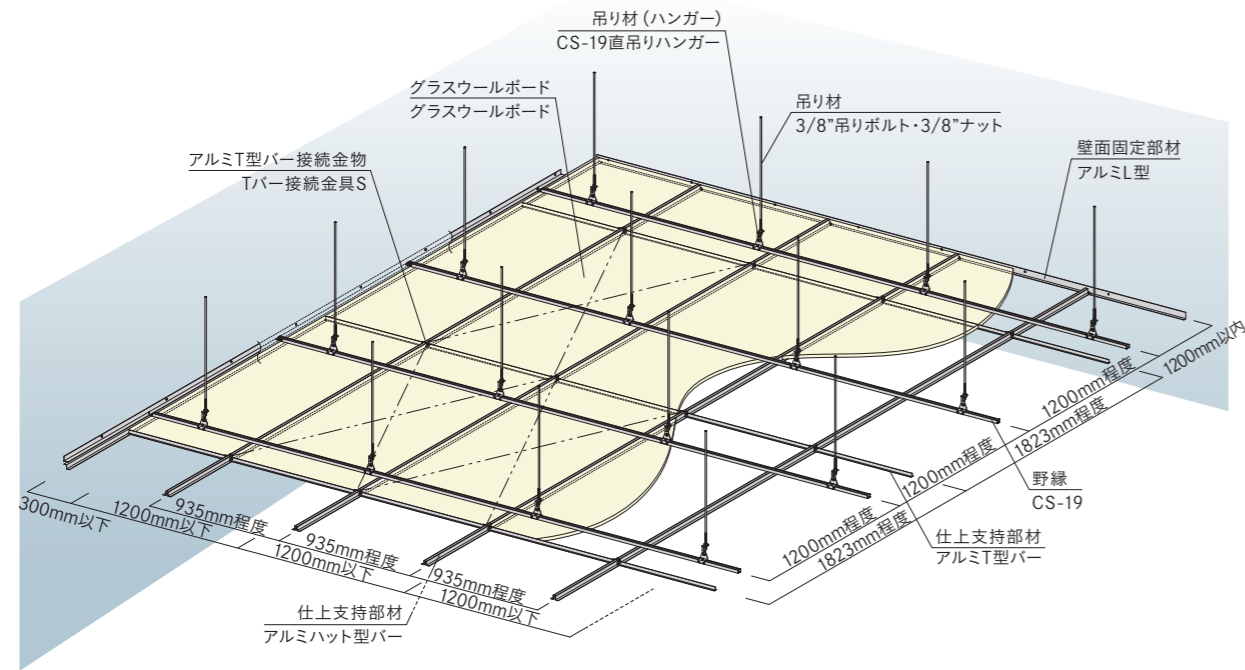 吊り材（ハンガー）
CS-19直吊りハンガー
グラスウールボード
グラスウールボード
吊り材
3/8”吊りボルト・3/8”ナット
アルミT型バー接続金物
Tバー接続金具S
壁面固定部材
アルミL型
1200mm以内
1200mm程度
1823mm程度
1200mm程度
野縁
CS-19
1200mm程度
1823mm程度
仕上支持部材
アルミT型バー
300mm以下
1200mm以下
935mm程度
1200mm以下
935mm程度
1200mm以下
935mm程度
仕上支持部材
アルミハット型バー